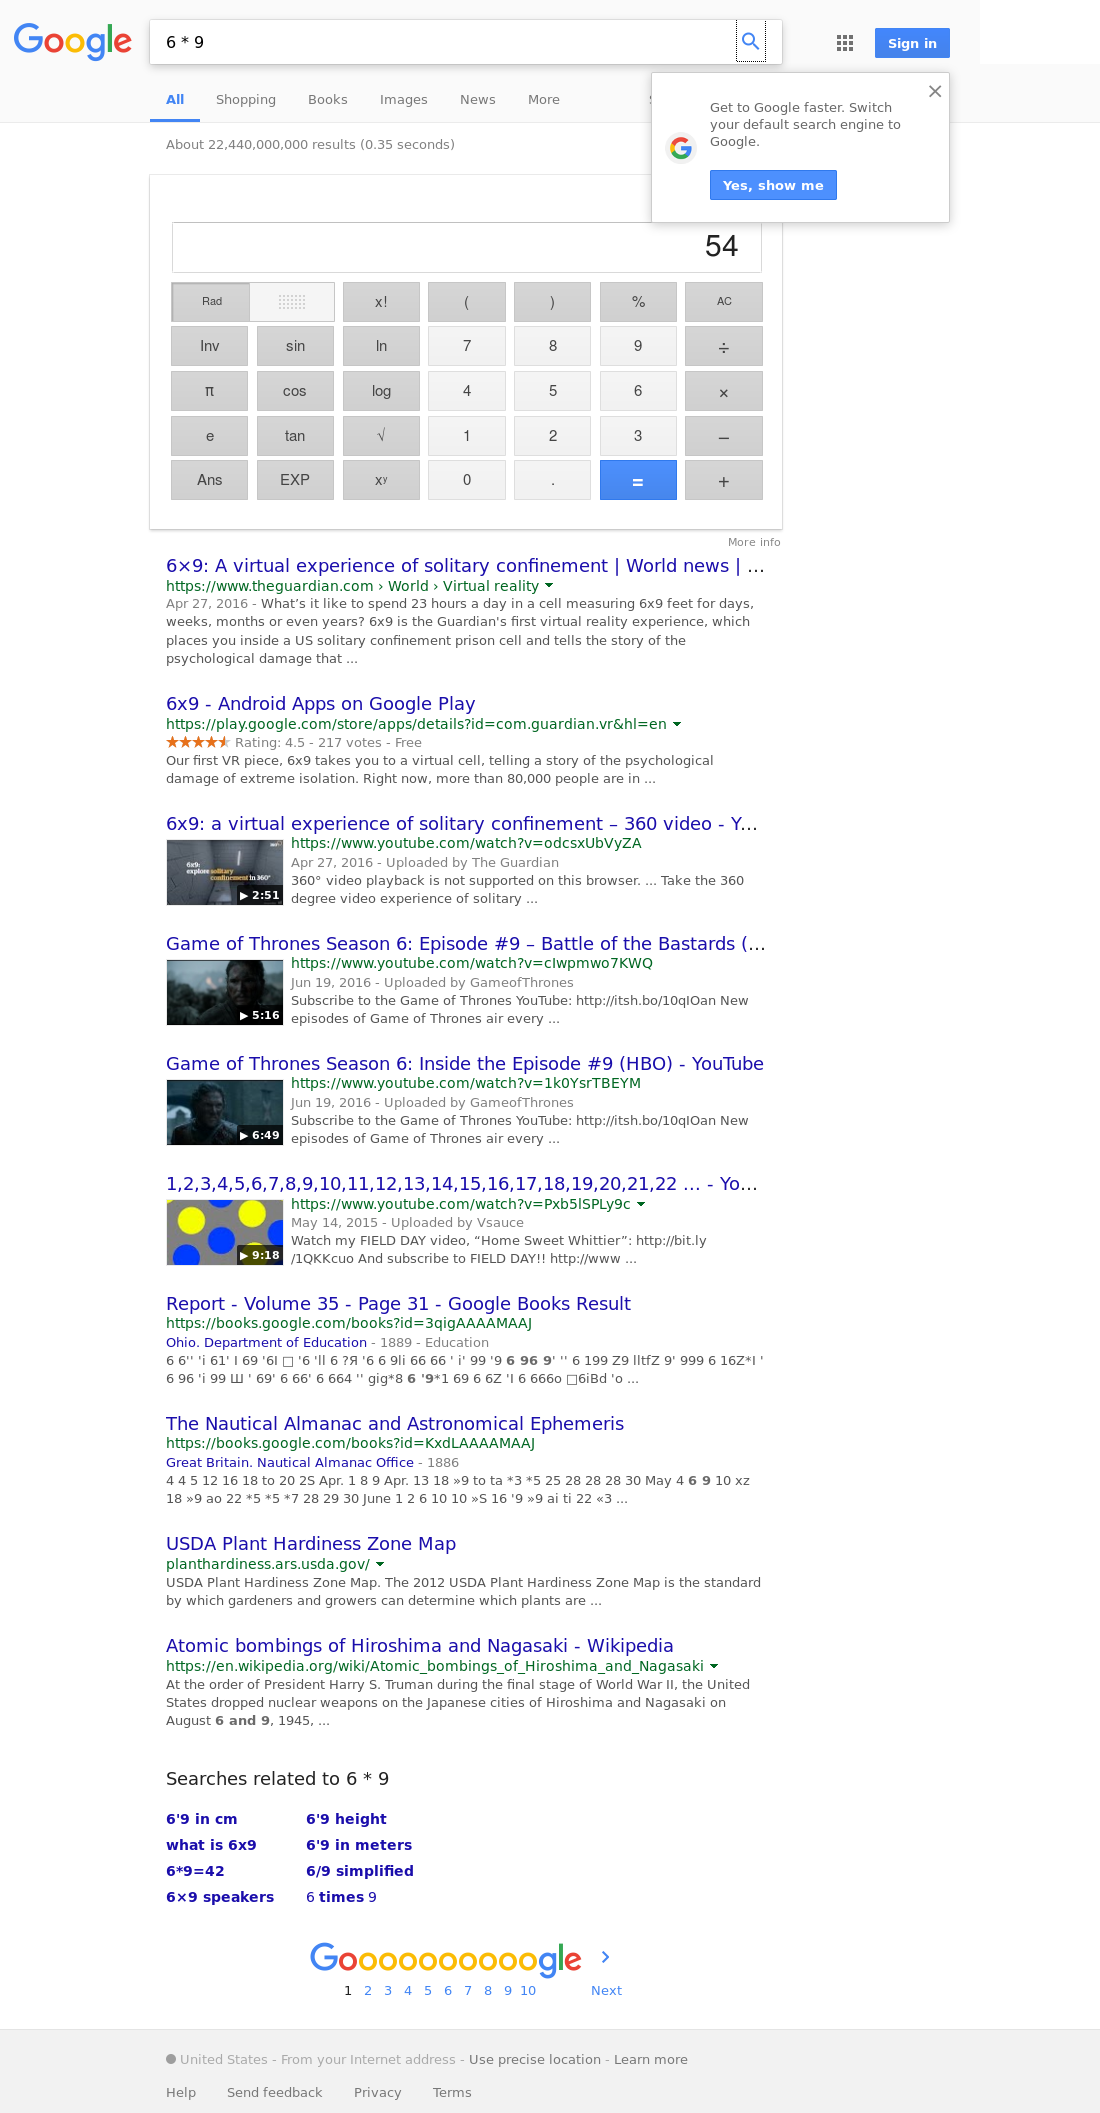 Google
6 * 9
Sign in
All Shopping Books Images News More
Get to Google faster. Switch
your default search engine to
Google.
Yes, show me
About 22,440,000,000 results (0.35 seconds)
54
Rad x! ( ) % AC
Inv sin ln 7 8 9 ÷
π cos log 4 5 6 ×
e tan √ 1 2 3 −
Ans EXP xʸ 0 . = +
More info
6×9: A virtual experience of solitary confinement | World news | ...
https://www.theguardian.com › World › Virtual reality
Apr 27, 2016 - What’s it like to spend 23 hours a day in a cell measuring 6x9 feet for days,
weeks, months or even years? 6x9 is the Guardian's first virtual reality experience, which
places you inside a US solitary confinement prison cell and tells the story of the
psychological damage that ...
6x9 - Android Apps on Google Play
https://play.google.com/store/apps/details?id=com.guardian.vr&hl=en
Rating: 4.5 - 217 votes - Free
Our first VR piece, 6x9 takes you to a virtual cell, telling a story of the psychological
damage of extreme isolation. Right now, more than 80,000 people are in ...
6x9: a virtual experience of solitary confinement – 360 video - Y...
6x9:
explore solitary
confinement in 360°
2:51
https://www.youtube.com/watch?v=odcsxUbVyZA
Apr 27, 2016 - Uploaded by The Guardian
360° video playback is not supported on this browser. ... Take the 360
degree video experience of solitary ...
Game of Thrones Season 6: Episode #9 – Battle of the Bastards (...
5:16
https://www.youtube.com/watch?v=cIwpmwo7KWQ
Jun 19, 2016 - Uploaded by GameofThrones
Subscribe to the Game of Thrones YouTube: http://itsh.bo/10qIOan New
episodes of Game of Thrones air every ...
Game of Thrones Season 6: Inside the Episode #9 (HBO) - YouTube
6:49
https://www.youtube.com/watch?v=1k0YsrTBEYM
Jun 19, 2016 - Uploaded by GameofThrones
Subscribe to the Game of Thrones YouTube: http://itsh.bo/10qIOan New
episodes of Game of Thrones air every ...
1,2,3,4,5,6,7,8,9,10,11,12,13,14,15,16,17,18,19,20,21,22 ... - Yo...
9:18
https://www.youtube.com/watch?v=Pxb5lSPLy9c
May 14, 2015 - Uploaded by Vsauce
Watch my FIELD DAY video, “Home Sweet Whittier”: http://bit.ly
/1QKKcuo And subscribe to FIELD DAY!! http://www ...
Report - Volume 35 - Page 31 - Google Books Result
https://books.google.com/books?id=3qigAAAAMAAJ
Ohio. Department of Education - 1889 - Education
6 6'' 'i 61' I 69 '6I □ '6 'll 6 ?Я '6 6 9li 66 66 ' i' 99 '9 6 96 9' '' 6 199 Z9 lltfZ 9' 999 6 16Z*I '
6 96 'i 99 Ш ' 69' 6 66' 6 664 '' gig*8 6 '9*1 69 6 6Z 'I 6 666o □6iBd 'o ...
The Nautical Almanac and Astronomical Ephemeris
https://books.google.com/books?id=KxdLAAAAMAAJ
Great Britain. Nautical Almanac Office - 1886
4 4 5 12 16 18 to 20 2S Apr. 1 8 9 Apr. 13 18 »9 to ta *3 *5 25 28 28 28 30 May 4 6 9 10 xz
18 »9 ao 22 *5 *5 *7 28 29 30 June 1 2 6 10 10 »S 16 '9 »9 ai ti 22 «3 ...
USDA Plant Hardiness Zone Map
planthardiness.ars.usda.gov/
USDA Plant Hardiness Zone Map. The 2012 USDA Plant Hardiness Zone Map is the standard
by which gardeners and growers can determine which plants are ...
Atomic bombings of Hiroshima and Nagasaki - Wikipedia
https://en.wikipedia.org/wiki/Atomic_bombings_of_Hiroshima_and_Nagasaki
At the order of President Harry S. Truman during the final stage of World War II, the United
States dropped nuclear weapons on the Japanese cities of Hiroshima and Nagasaki on
August 6 and 9, 1945, ...
Searches related to 6 * 9
6'9 in cm 6'9 height
what is 6x9 6'9 in meters
6*9=42 6/9 simplified
6×9 speakers 6 times 9
Goooooooooogle
1 2 3 4 5 6 7 8 9 10 Next
United States - From your Internet address - Use precise location - Learn more
Help Send feedback Privacy Terms